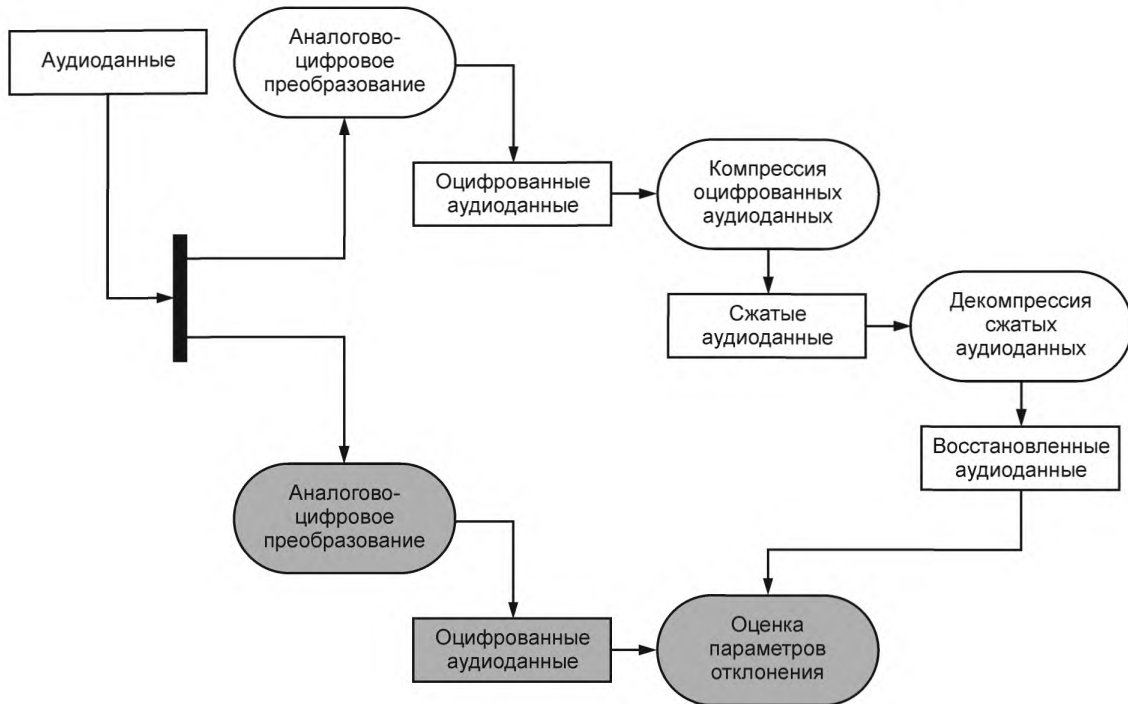 Аудиоданные
Аналогово-
цифровое
преобразование
Оцифрованные
аудиоданные
Компрессия
оцифрованных
аудиоданных
Сжатые
аудиоданные
Декомпрессия
сжатых
аудиоданных
Восстановленные
аудиоданные
Аналогово-
цифровое
преобразование
Оцифрованные
аудиоданные
Оценка
параметров
отклонения